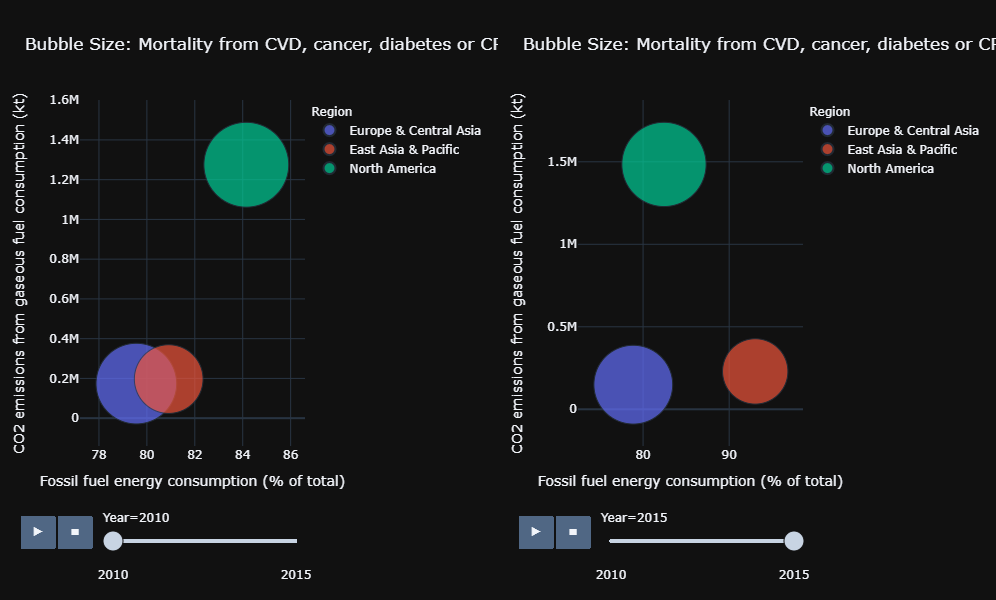 Bubble Size: Mortality from CVD, cancer, diabetes or
CO2 emissions from gaseous fuel consumption (kt)
1.6M
1.4M
1.2M
1M
0.8M
0.6M
0.4M
0.2M
0
78 80 82 84 86
Fossil fuel energy consumption (% of total)
Region
Europe & Central Asia
East Asia & Pacific
North America
Year=2010
2010 2015
Bubble Size: Mortality from CVD, cancer, diabetes or
CO2 emissions from gaseous fuel consumption (kt)
1.5M
1M
0.5M
0
80 90
Fossil fuel energy consumption (% of total)
Region
Europe & Central Asia
East Asia & Pacific
North America
Year=2015
2010 2015